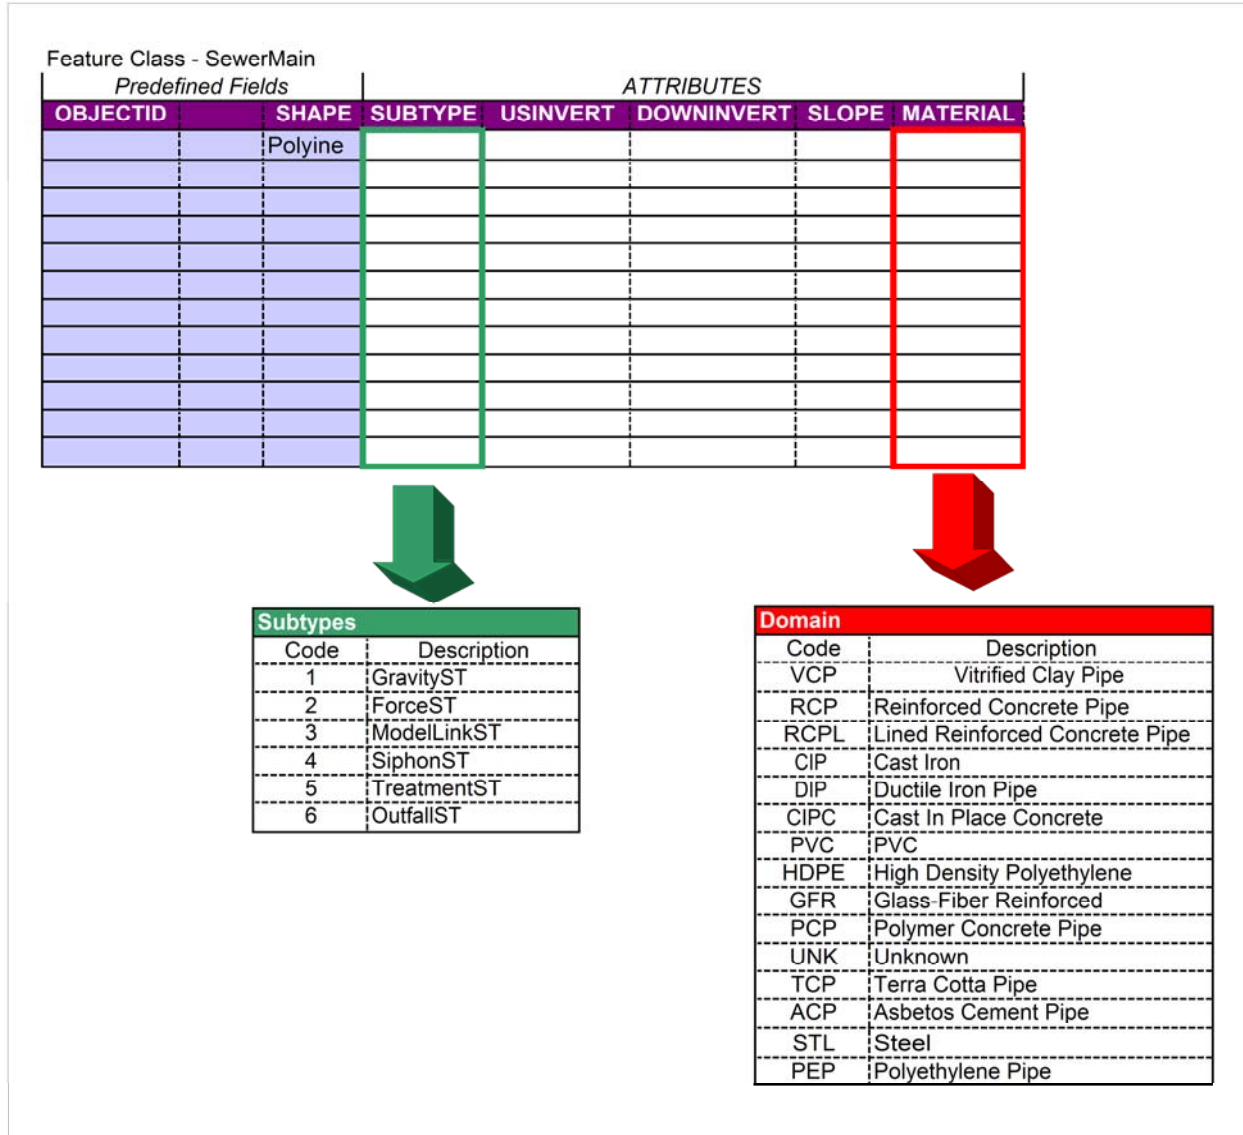 Feature Class - SewerMain
Predefined Fields ATTRIBUTES
OBJECTID SHAPE SUBTYPE USINVERT DOWNINVERT SLOPE MATERIAL
Polyine
Subtypes
Code Description
1 GravityST
2 ForceST
3 ModelLinkST
4 SiphonST
5 TreatmentST
6 OutfallST
Domain
Code Description
VCP Vitrified Clay Pipe
RCP Reinforced Concrete Pipe
RCPL Lined Reinforced Concrete Pipe
CIP Cast Iron
DIP Ductile Iron Pipe
CIPC Cast In Place Concrete
PVC PVC
HDPE High Density Polyethylene
GFR Glass-Fiber Reinforced
PCP Polymer Concrete Pipe
UNK Unknown
TCP Terra Cotta Pipe
ACP Asbetos Cement Pipe
STL Steel
PEP Polyethylene Pipe